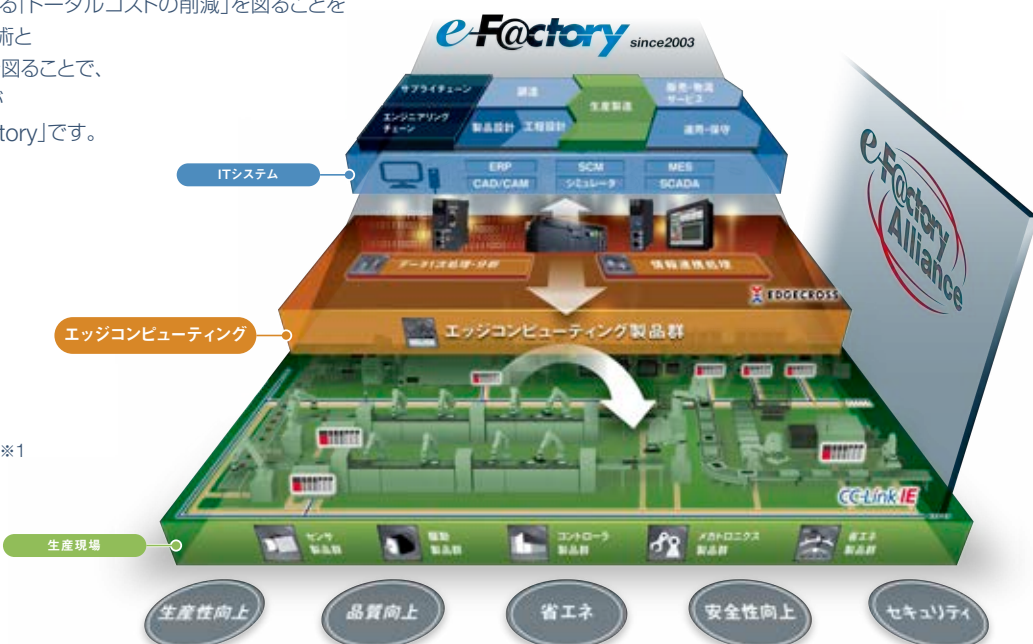 る「トータルコストの削減」を図ることを
術と
図ることで、
が
tory」です。
e-F@ctory since2003
サプライチェーン
調達
生産製造
販売・物流
サービス
エンジニアリング
チェーン
製品設計
工程設計
運用・保守
ITシステム
ERP
SCM
MES
CAD/CAM
シミュレータ
SCADA
データ1次処理・分析
情報連携処理
EDGECROSS
エッジコンピューティング
エッジコンピューティング製品群
e-F@ctory
Alliance
※1
CC-Link IE
生産現場
センサ
製品群
駆動
製品群
コントローラ
製品群
メカトロニクス
製品群
省エネ
製品群
生産性向上
品質向上
省エネ
安全性向上
セキュリティ